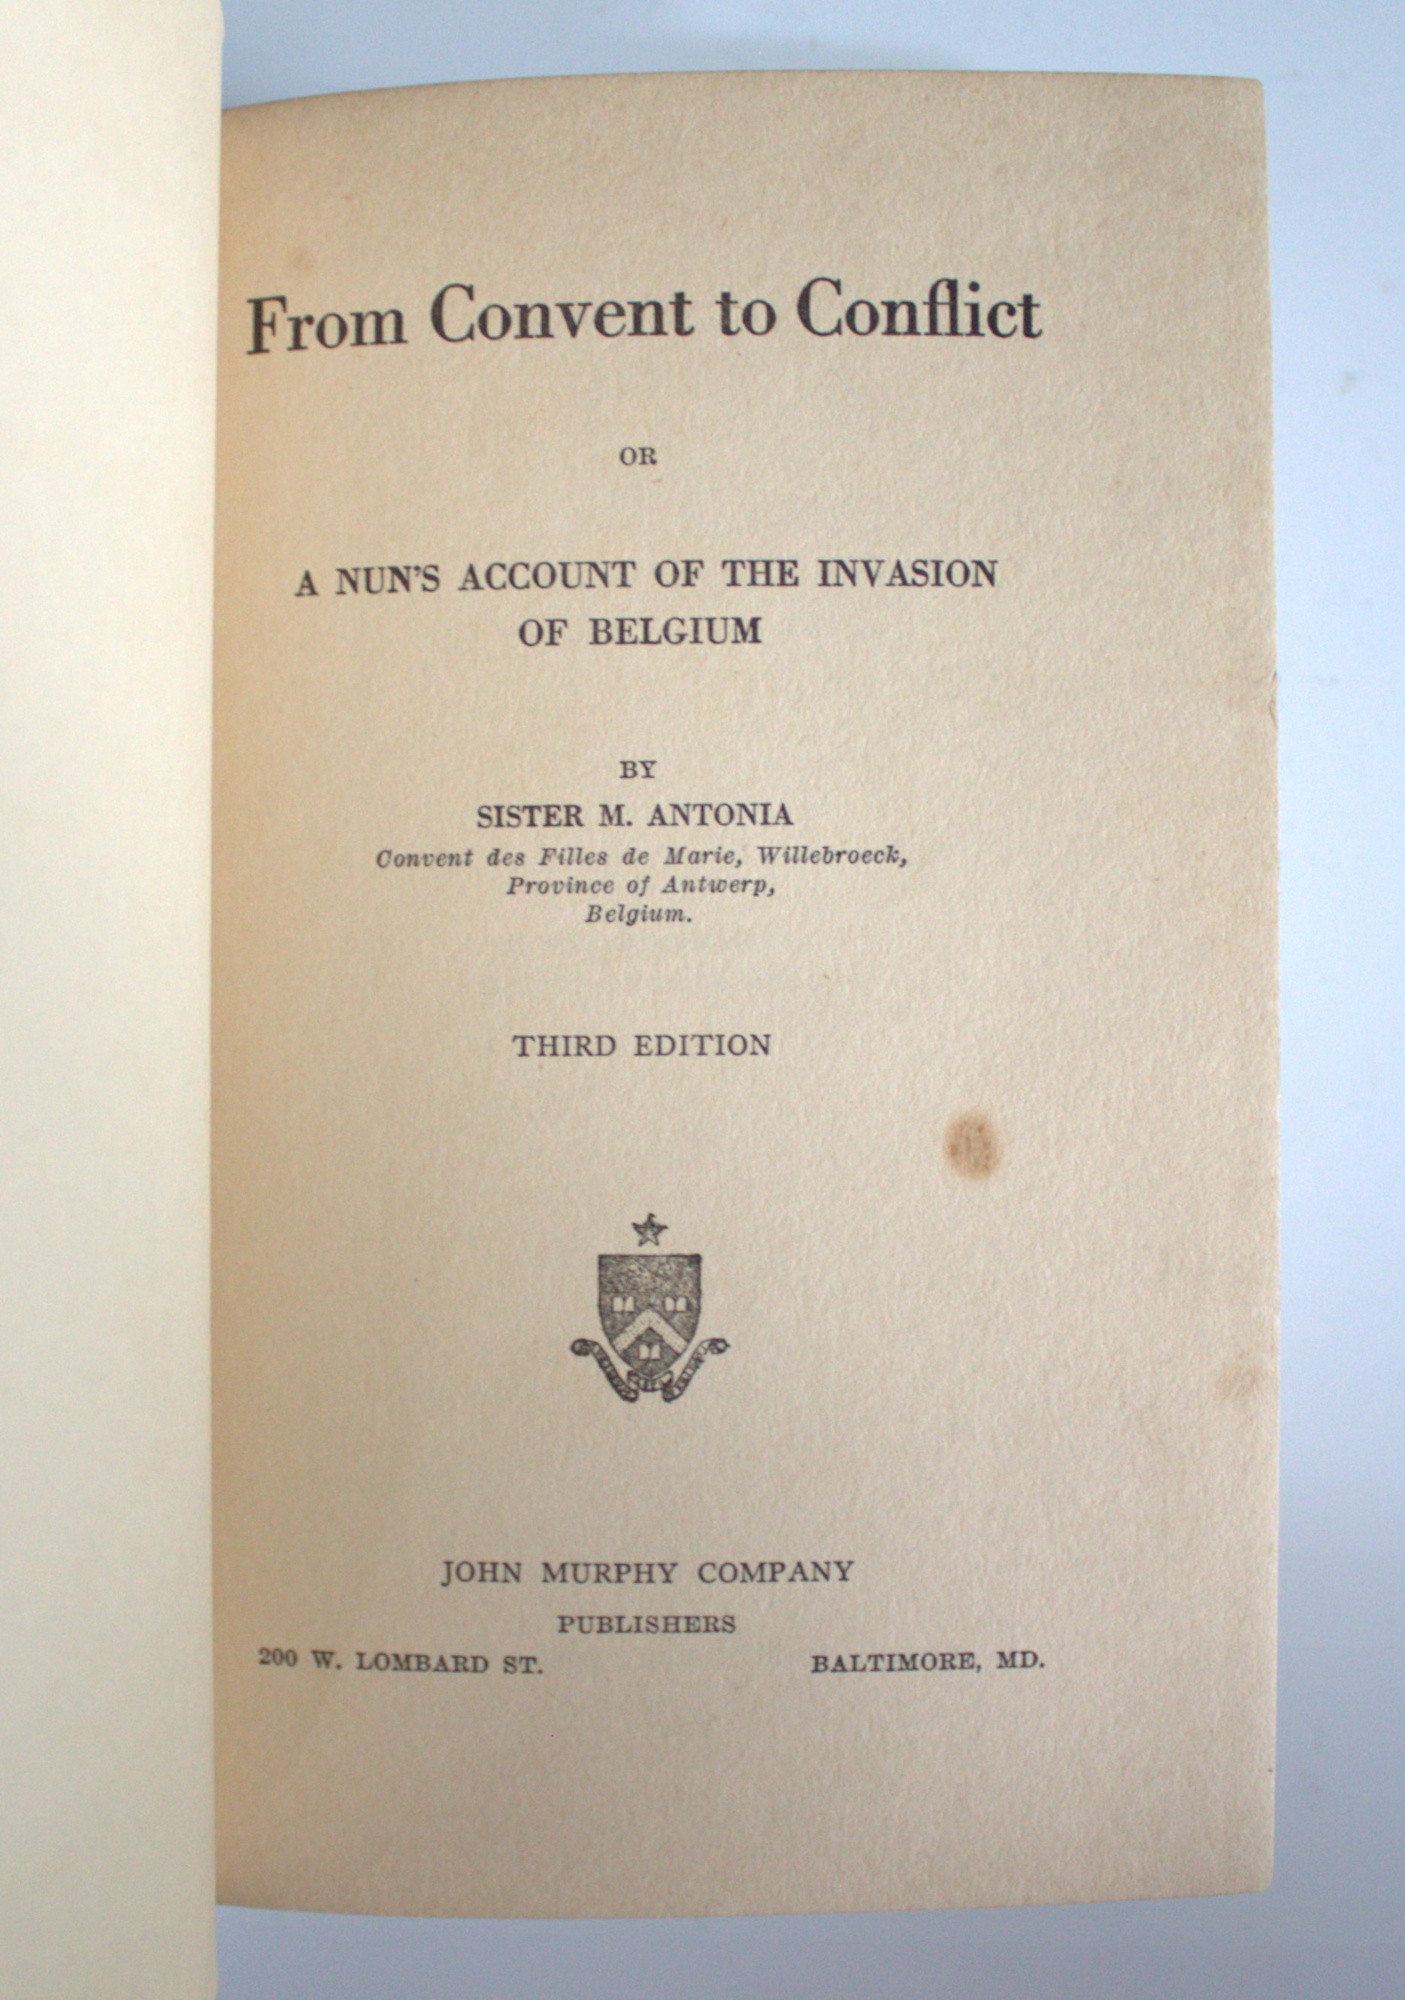 From Convent to Conflict
OR
A NUN'S ACCOUNT OF THE INVASION
OF BELGIUM
BY
SISTER M. ANTONIA
Convent des Filles de Marie, Willebroeck,
Province of Antwerp,
Belgium.
THIRD EDITION
JOHN MURPHY COMPANY
PUBLISHERS
200 W. LOMBARD ST. BALTIMORE, MD.